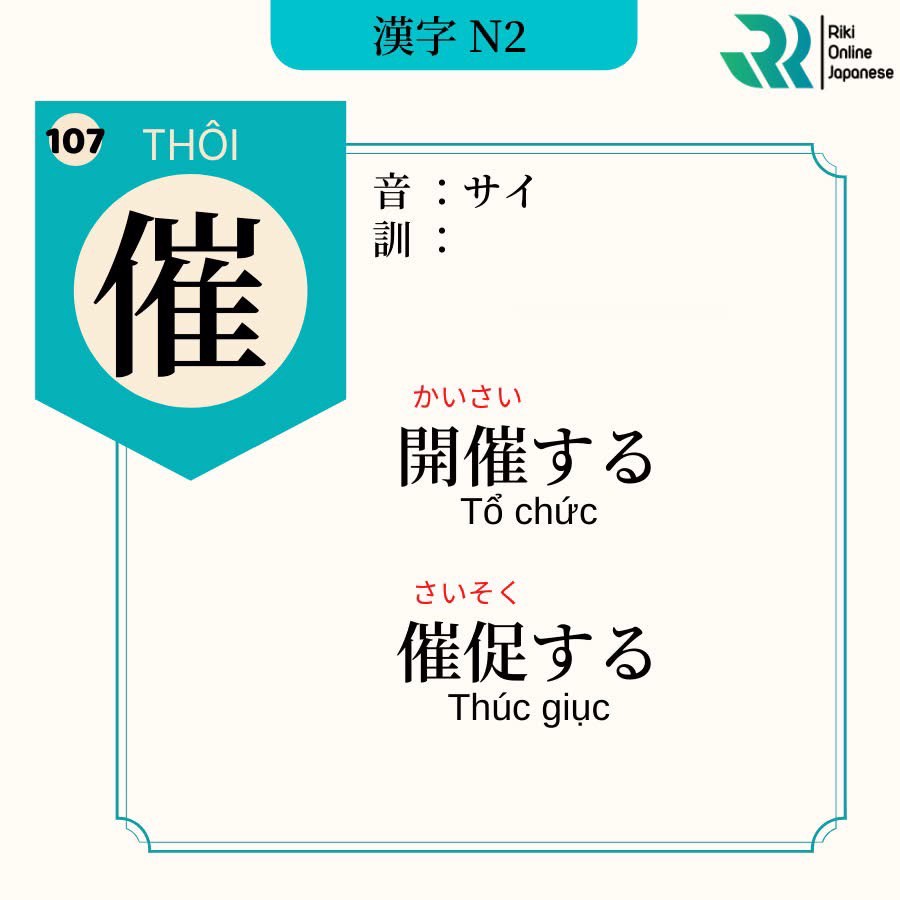 漢字 N2
Riki
Online
Japanese
107
THÔI
催
音 ：サイ
訓 ：
かいさい
開催する
Tổ chức
さいそく
催促する
Thúc giục